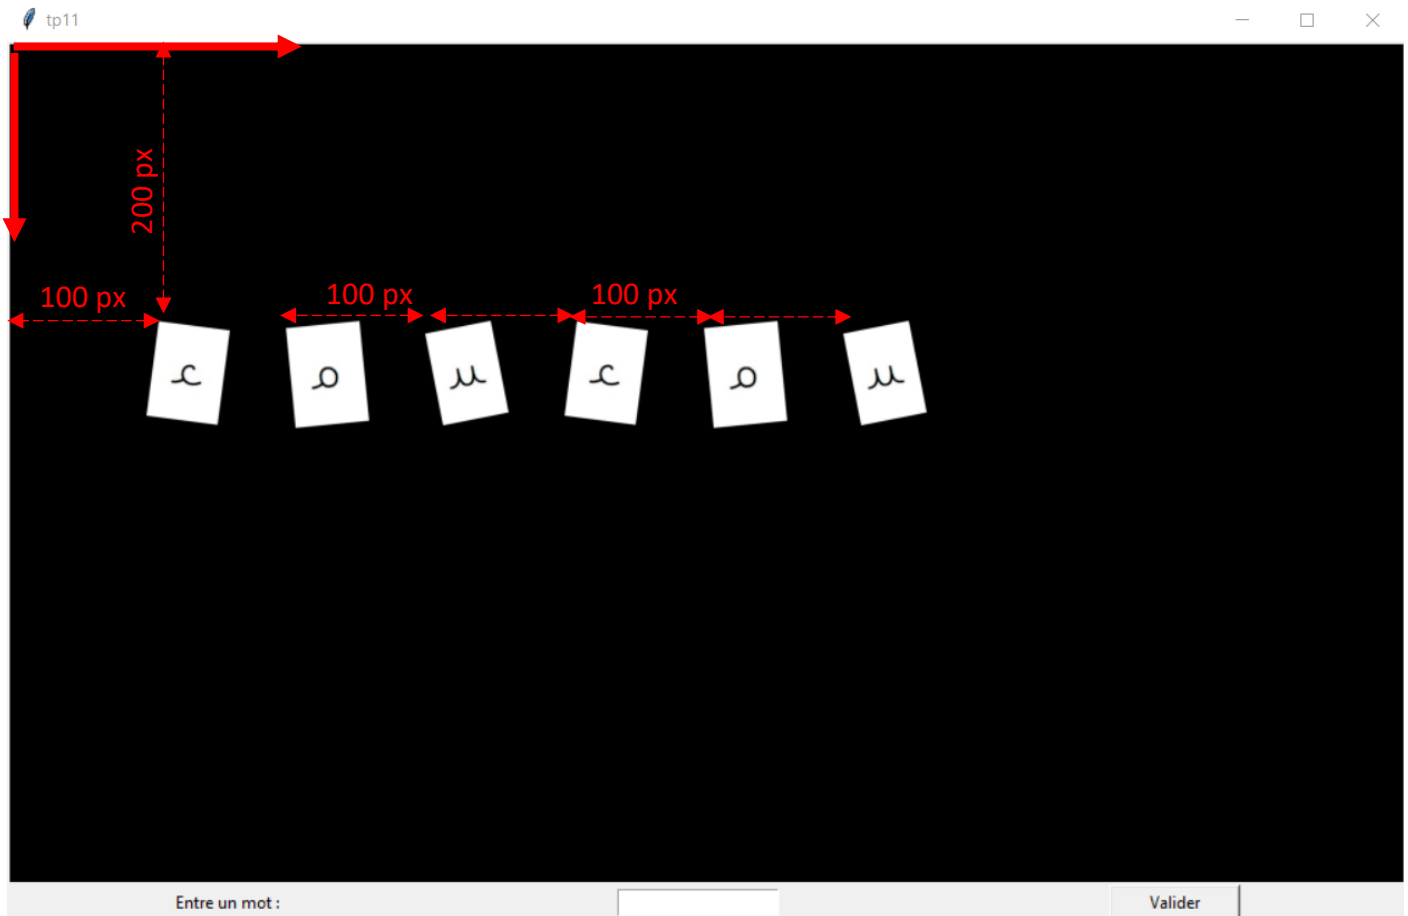 tp11
200 px
100 px 100 px 100 px
c o u c o u
Entre un mot : Valider